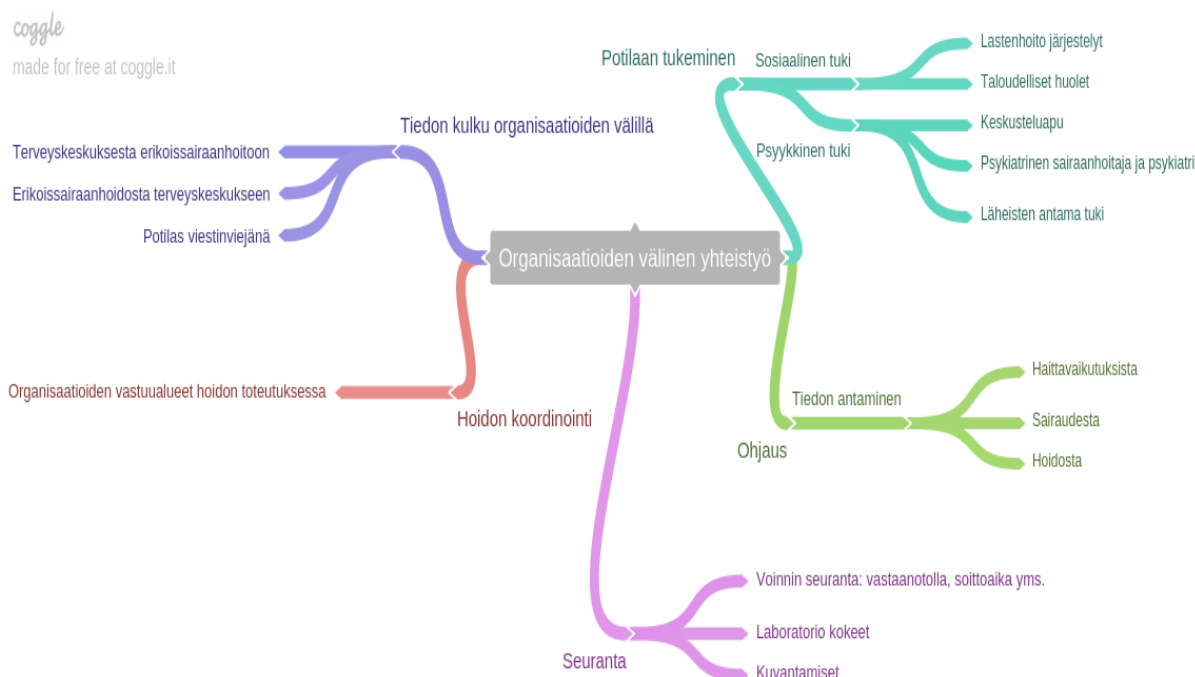 coggle
made for free at coggle.it
Tiedon kulku organisaatioiden välillä
Terveyskeskuksesta erikoissairaanhoitoon
Erikoissairaanhoidosta terveyskeskukseen
Potilas viestinviejänä
Organisaatioiden välinen yhteistyö
Organisaatioiden vastuualueet hoidon toteutuksessa
Hoidon koordinointi
Potilaan tukeminen
Sosiaalinen tuki
Lastenhoito järjestelyt
Taloudelliset huolet
Psyykkinen tuki
Keskusteluapu
Psykiatrinen sairaanhoitaja ja psykiatri
Läheisten antama tuki
Ohjaus
Tiedon antaminen
Haittavaikutuksista
Sairaudesta
Hoidosta
Seuranta
Voinnin seuranta: vastaanotolla, soittoaika yms.
Laboratorio kokeet
Kuvantamiset